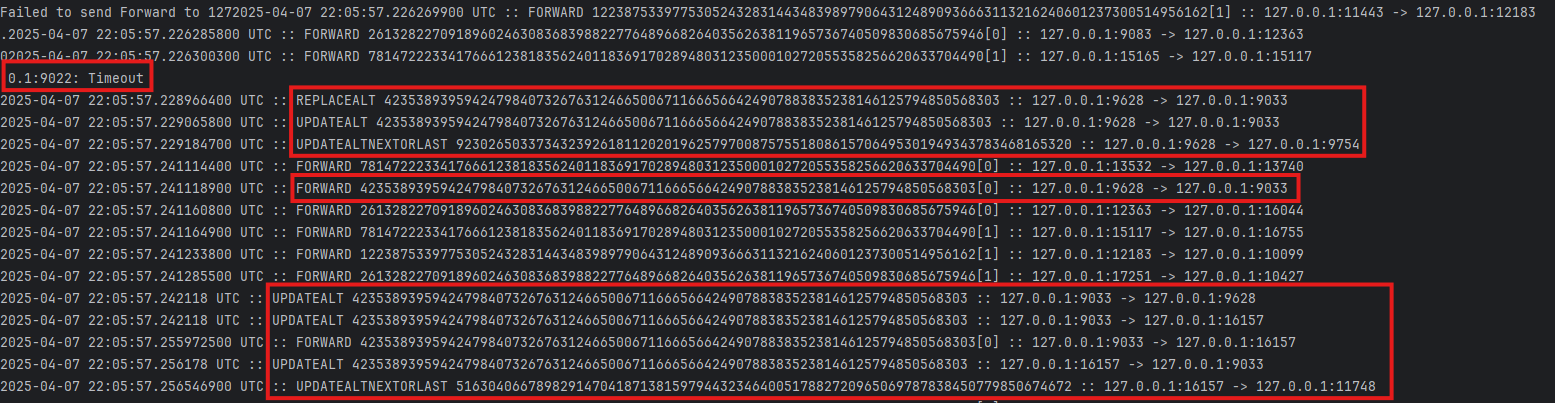 Failed to send Forward to 1272025-04-07 22:05:57.226269900 UTC :: FORWARD 122387533977530524328314434839897906431248909366631132162406012373005149561​62[1] :: 127.0.0.1:11443 -> 127.0.0.1:12183
.2025-04-07 22:05:57.226285800 UTC :: FORWARD 26132822709189602463083683988227764896682640356263811965736740509830685675946[0] :: 127.0.0.1:9083 -> 127.0.0.1:12363
02025-04-07 22:05:57.226300300 UTC :: FORWARD 78147222334176661238183562401183691702894803123500010272055358256620633704490[1] :: 127.0.0.1:15165 -> 127.0.0.1:15117
0.1:9022: Timeout
2025-04-07 22:05:57.228966400 UTC :: REPLACEALT 42353893959424798407326763124665006711666566424907883835238146125794850568303 :: 127.0.0.1:9628 -> 127.0.0.1:9033
2025-04-07 22:05:57.229065800 UTC :: UPDATEALT 42353893959424798407326763124665006711666566424907883835238146125794850568303 :: 127.0.0.1:9628 -> 127.0.0.1:9033
2025-04-07 22:05:57.229184700 UTC :: UPDATEALTNEXTORLAST 92302650337343239261811202019625797008757551808615706495301949343783468165320 :: 127.0.0.1:9628 -> 127.0.0.1:9754
2025-04-07 22:05:57.241114400 UTC :: FORWARD 78147222334176661238183562401183691702894803123500010272055358256620633704490[0] :: 127.0.0.1:13532 -> 127.0.0.1:13740
2025-04-07 22:05:57.241118900 UTC :: FORWARD 42353893959424798407326763124665006711666566424907883835238146125794850568303[0] :: 127.0.0.1:9628 -> 127.0.0.1:9033
2025-04-07 22:05:57.241160800 UTC :: FORWARD 26132822709189602463083683988227764896682640356263811965736740509830685675946[0] :: 127.0.0.1:12363 -> 127.0.0.1:16044
2025-04-07 22:05:57.241164900 UTC :: FORWARD 78147222334176661238183562401183691702894803123500010272055358256620633704490[1] :: 127.0.0.1:15117 -> 127.0.0.1:16755
2025-04-07 22:05:57.241233800 UTC :: FORWARD 12238753397753052432831443483989790643124890936663113216240601237300514956162[1] :: 127.0.0.1:12183 -> 127.0.0.1:10099
2025-04-07 22:05:57.241285500 UTC :: FORWARD 26132822709189602463083683988227764896682640356263811965736740509830685675946[1] :: 127.0.0.1:17251 -> 127.0.0.1:10427
2025-04-07 22:05:57.242118 UTC :: UPDATEALT 42353893959424798407326763124665006711666566424907883835238146125794850568303 :: 127.0.0.1:9033 -> 127.0.0.1:9628
2025-04-07 22:05:57.242118 UTC :: UPDATEALT 42353893959424798407326763124665006711666566424907883835238146125794850568303 :: 127.0.0.1:9033 -> 127.0.0.1:16157
2025-04-07 22:05:57.255972500 UTC :: FORWARD 42353893959424798407326763124665006711666566424907883835238146125794850568303[0] :: 127.0.0.1:9033 -> 127.0.0.1:16157
2025-04-07 22:05:57.256178 UTC :: UPDATEALT 42353893959424798407326763124665006711666566424907883835238146125794850568303 :: 127.0.0.1:16157 -> 127.0.0.1:9033
2025-04-07 22:05:57.256546900 UTC :: UPDATEALTNEXTORLAST 51630406678982914704187138159794432346400517882720965069787838450779850674672 :: 127.0.0.1:16157 -> 127.0.0.1:11748